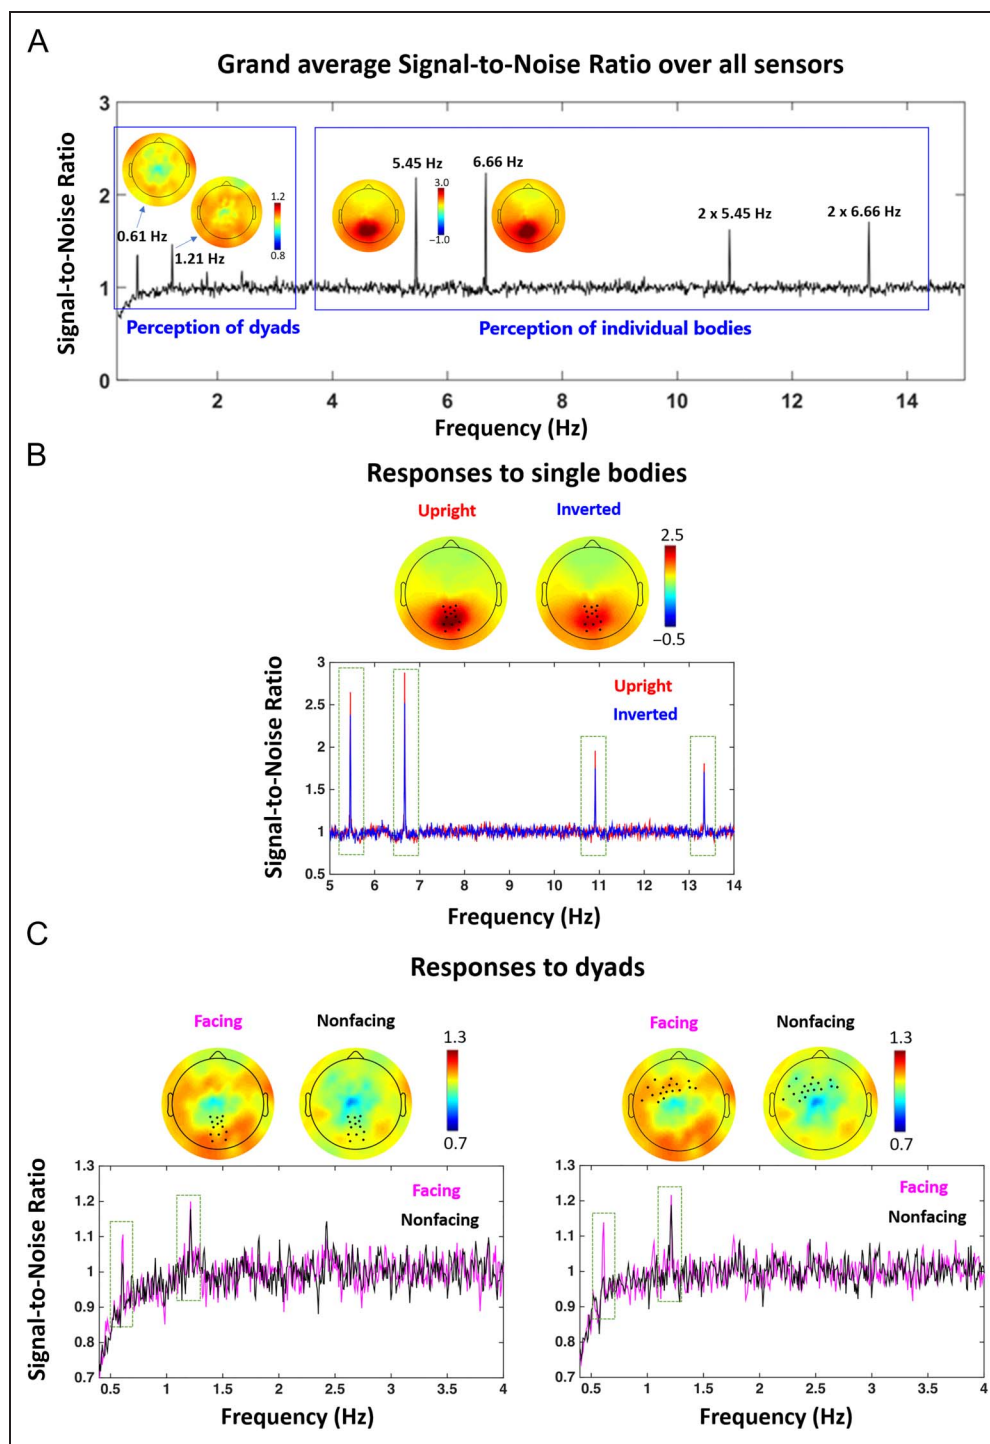 A
Grand average Signal-to-Noise Ratio over all sensors
Signal-to-Noise Ratio
3
2
1
0
5.45 Hz
6.66 Hz
3.0
−1.0
2 x 5.45 Hz
2 x 6.66 Hz
1.2
0.8
0.61 Hz
1.21 Hz
Perception of dyads
Perception of individual bodies
2 4 6 8 10 12 14
Frequency (Hz)
B
Responses to single bodies
Upright Inverted
2.5
−0.5
Signal-to-Noise Ratio
3
2.5
2
1.5
1
0.5
Upright
Inverted
5 6 7 8 9 10 11 12 13 14
Frequency (Hz)
C
Responses to dyads
Facing Nonfacing
1.3
0.7
Signal-to-Noise Ratio
1.3
1.2
1.1
1
0.9
0.8
0.7
Facing
Nonfacing
0.5 1 1.5 2 2.5 3 3.5 4
Frequency (Hz)
Facing Nonfacing
1.3
0.7
1.3
1.2
1.1
1
0.9
0.8
0.7
Facing
Nonfacing
0.5 1 1.5 2 2.5 3 3.5 4
Frequency (Hz)